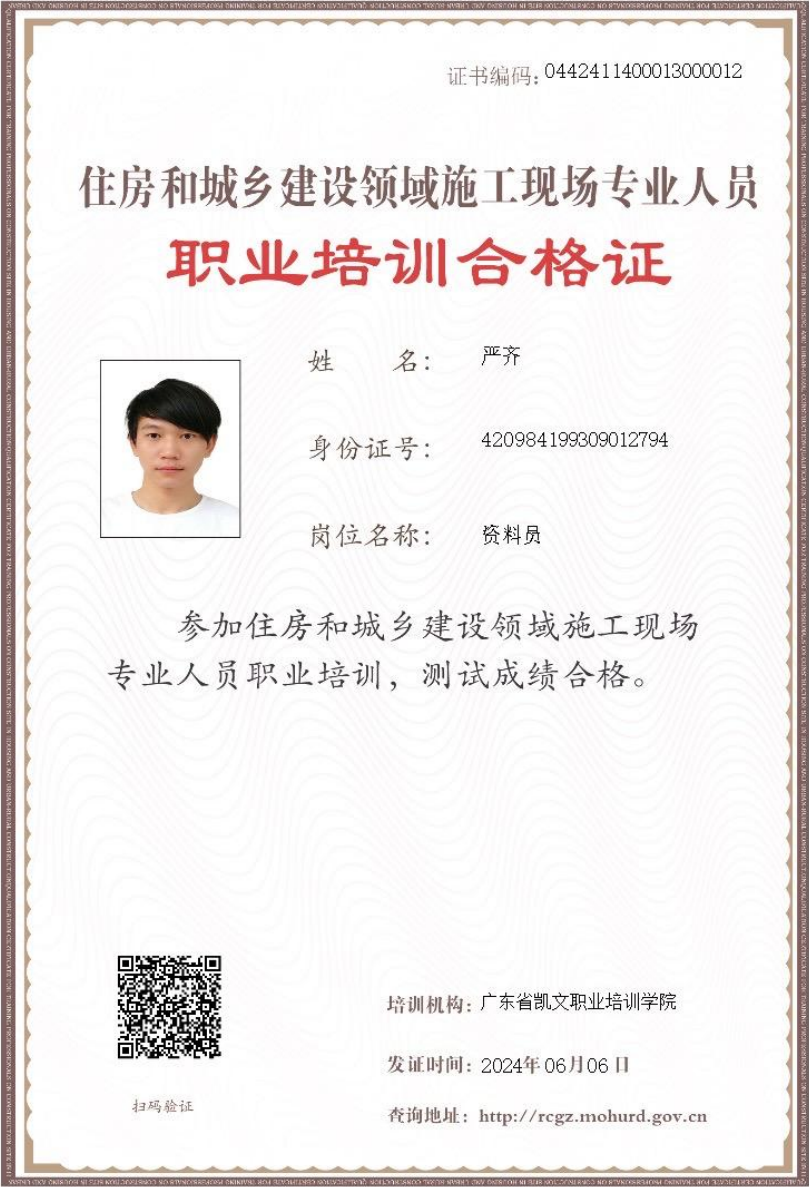 证书编码：0442411400013000012
住房和城乡建设领域施工现场专业人员
职业培训合格证
姓　　名：严齐
身份证号：420984199309012794
岗位名称：资料员
参加住房和城乡建设领域施工现场
专业人员职业培训，测试成绩合格。
培训机构：广东省凯文职业培训学院
发证时间：2024年06月06日
扫码验证
查询地址：http://rcgz.mohurd.gov.cn